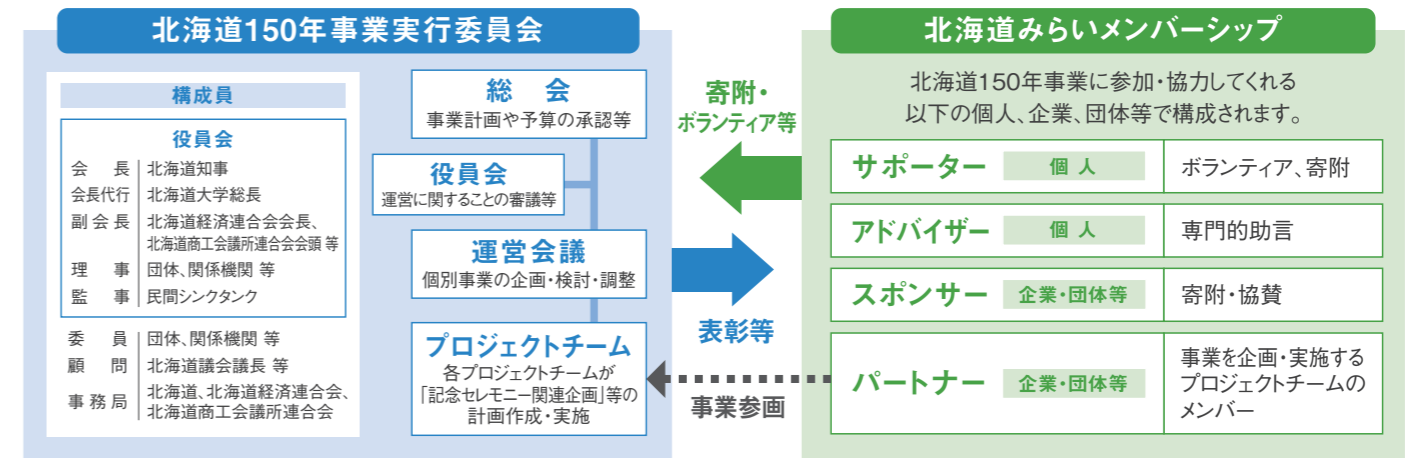 北海道150年事業実行委員会
構成員
役員会
会長 北海道知事
会長代行 北海道大学総長
副会長 北海道経済連合会会長、
北海道商工会議所連合会会頭 等
理事 団体、関係機関 等
監事 民間シンクタンク
委員 団体、関係機関 等
顧問 北海道議会議長 等
事務局 北海道、北海道経済連合会、
北海道商工会議所連合会
総会
事業計画や予算の承認等
役員会
運営に関することの審議等
運営会議
個別事業の企画・検討・調整
プロジェクトチーム
各プロジェクトチームが
「記念セレモニー関連企画」等の
計画作成・実施
寄附・
ボランティア等
表彰等
事業参画
北海道みらいメンバーシップ
北海道150年事業に参加・協力してくれる
以下の個人、企業、団体等で構成されます。
サポーター 個人 ボランティア、寄附
アドバイザー 個人 専門的助言
スポンサー 企業・団体等 寄附・協賛
パートナー 企業・団体等 事業を企画・実施する
プロジェクトチームの
メンバー